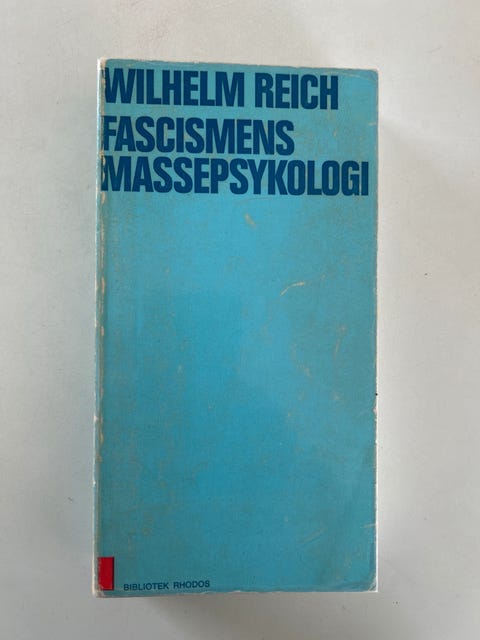 WILHELM REICH
FASCISMENS
MASSEPSYKOLOGI
BIBLIOTEK RHODOS